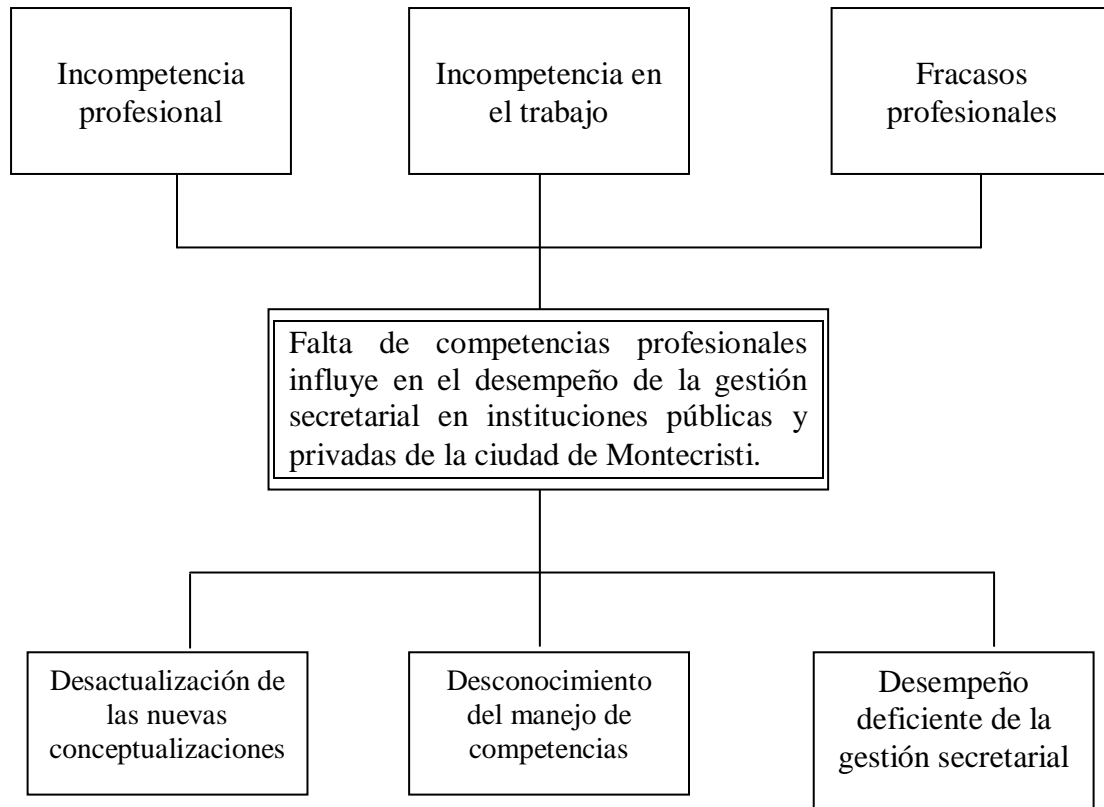 Incompetencia
profesional
Incompetencia en
el trabajo
Fracasos
profesionales
Falta de competencias profesionales
influye en el desempeño de la gestión
secretarial en instituciones públicas y
privadas de la ciudad de Montecristi.
Desactualización de
las nuevas
conceptualizaciones
Desconocimiento
del manejo de
competencias
Desempeño
deficiente de la
gestión secretarial